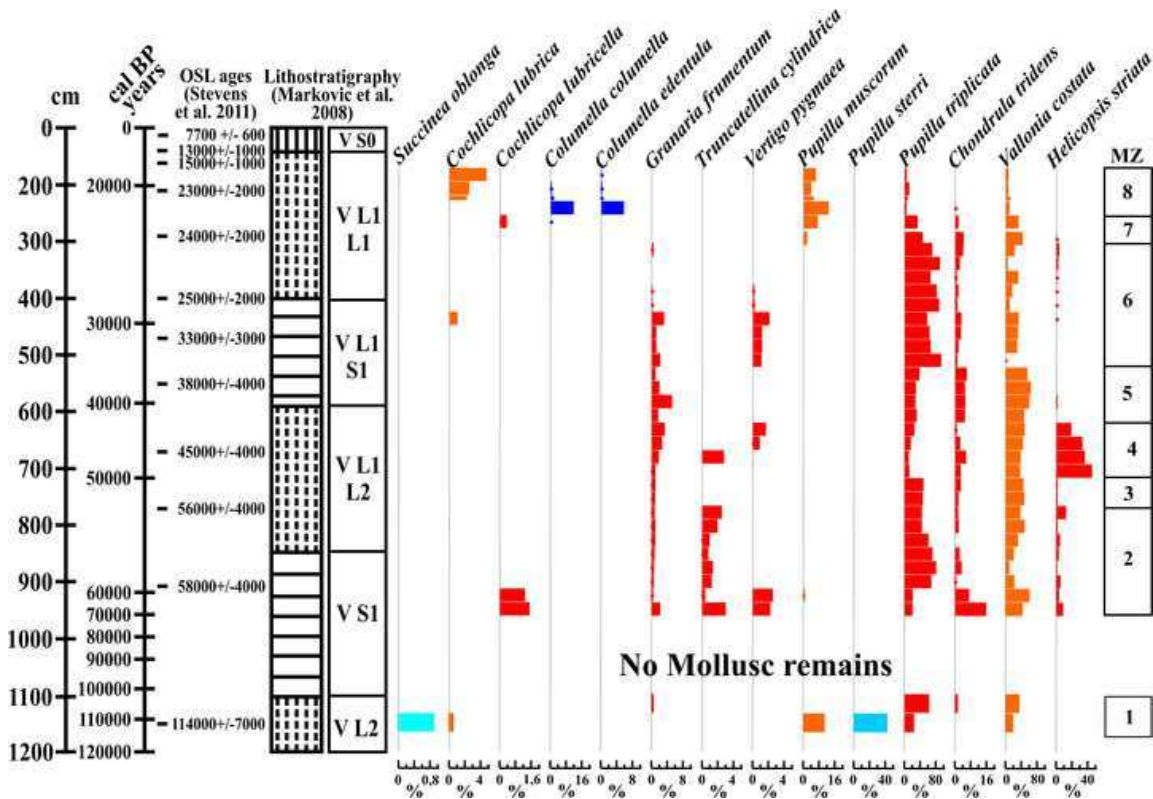 cm
cal BP
years
OSL ages
(Stevens
et al. 2011)
Lithostratigraphy
(Markovic et al.
2008)
Succinea oblonga
Cochlicopa lubrica
Cochlicopa lubricella
Columella columella
Columella edentula
Granaria frumentum
Truncatellina cylindrica
Vertigo pygmaea
Pupilla muscorum
Pupilla sterri
Pupilla triplicata
Chondrula tridens
Vallonia costata
Helicopsis striata
MZ
0
100
200
300
400
500
600
700
800
900
1000
1100
1200
0
20000
30000
40000
50000
60000
70000
80000
90000
100000
110000
120000
7700 +/- 600
13000+/-1000
15000+/-1000
23000+/-2000
24000+/-2000
25000+/-2000
33000+/-3000
38000+/-4000
45000+/-4000
56000+/-4000
58000+/-4000
114000+/-7000
V S0
V L1
L1
V L1
S1
V L1
L2
V S1
V L2
8
7
6
5
4
3
2
1
No Mollusc remains
0 0,8
0 4
0 1,6
0 16
0 8
0 8
0 4
0 8
0 16
0 40
0 80
0 16
0 80
0 40
% % % % % % % % % % % % % %